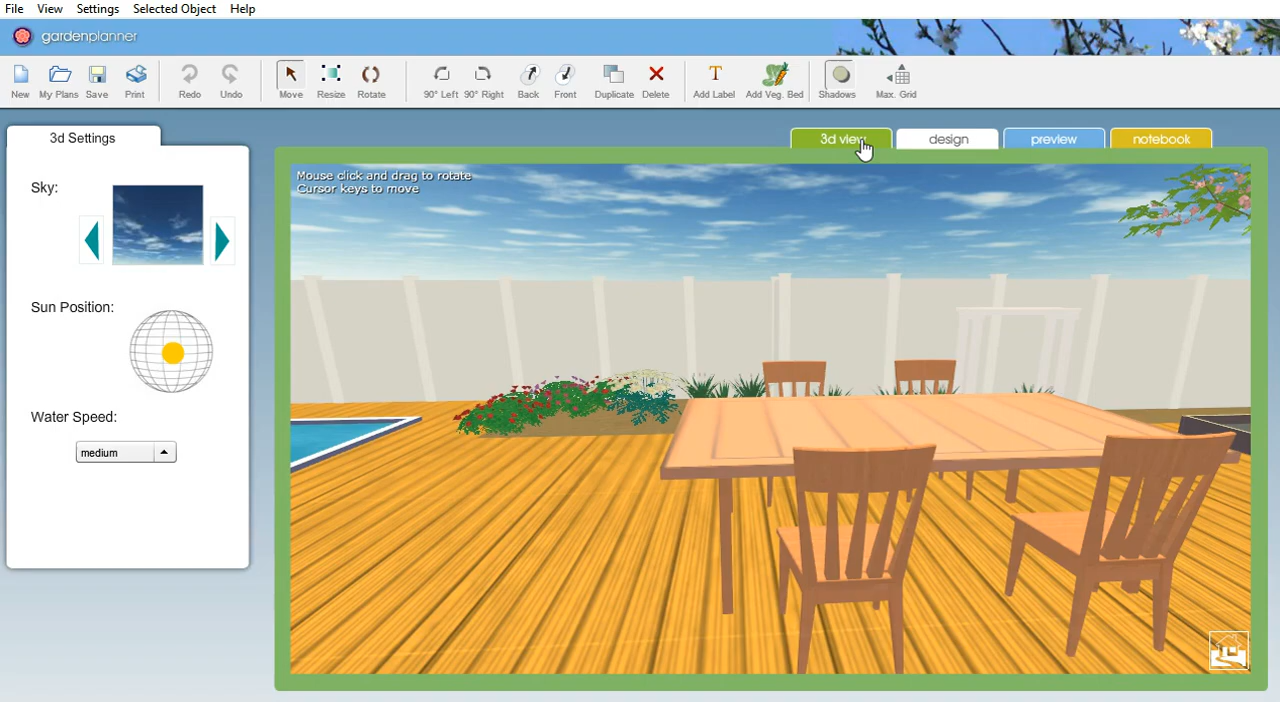 File View Settings Selected Object Help
gardenplanner
New My Plans Save Print Redo Undo Move Resize Rotate 90° Left 90° Right Back Front Duplicate Delete Add Label Add Veg. Bed Shadows Max. Grid
3d Settings
3d view design preview notebook
Mouse click and drag to rotate
Cursor keys to move
Sky:
Sun Position:
Water Speed:
medium